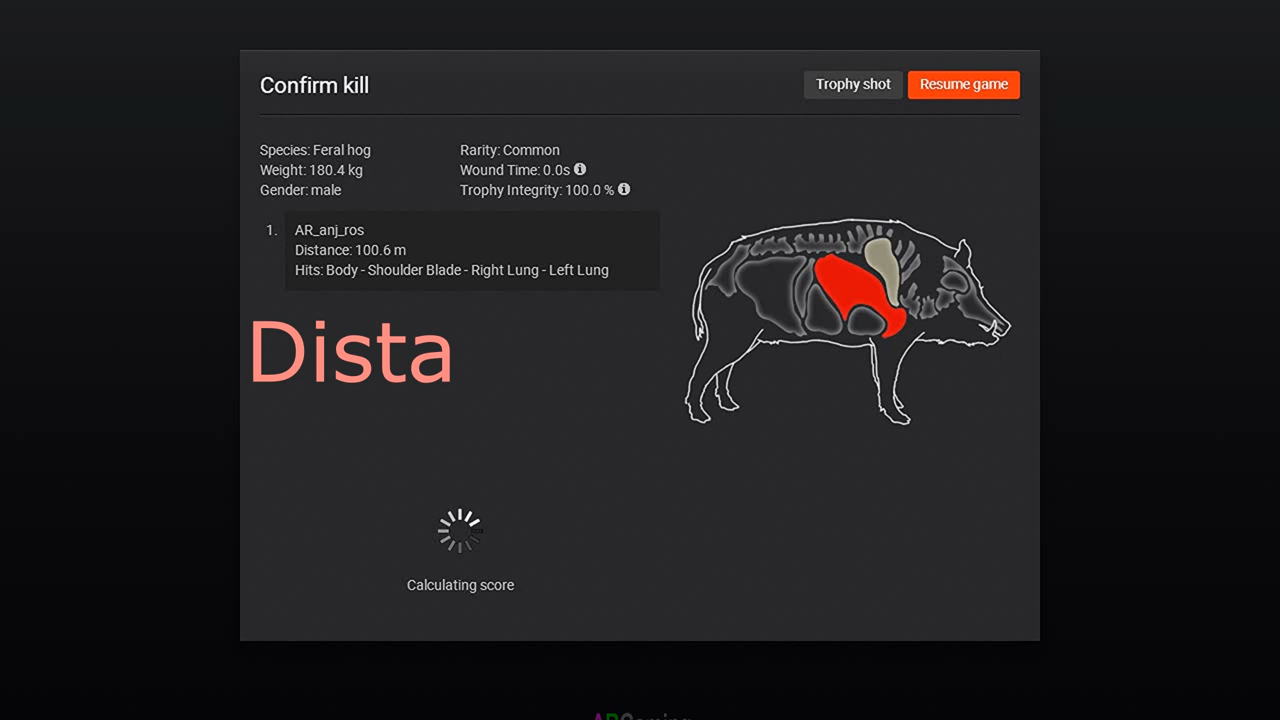 Confirm kill
Trophy shot
Resume game
Species: Feral hog
Weight: 180.4 kg
Gender: male
Rarity: Common
Wound Time: 0.0s
Trophy Integrity: 100.0 %
1.
AR_anj_ros
Distance: 100.6 m
Hits: Body - Shoulder Blade - Right Lung - Left Lung
Dista
Calculating score